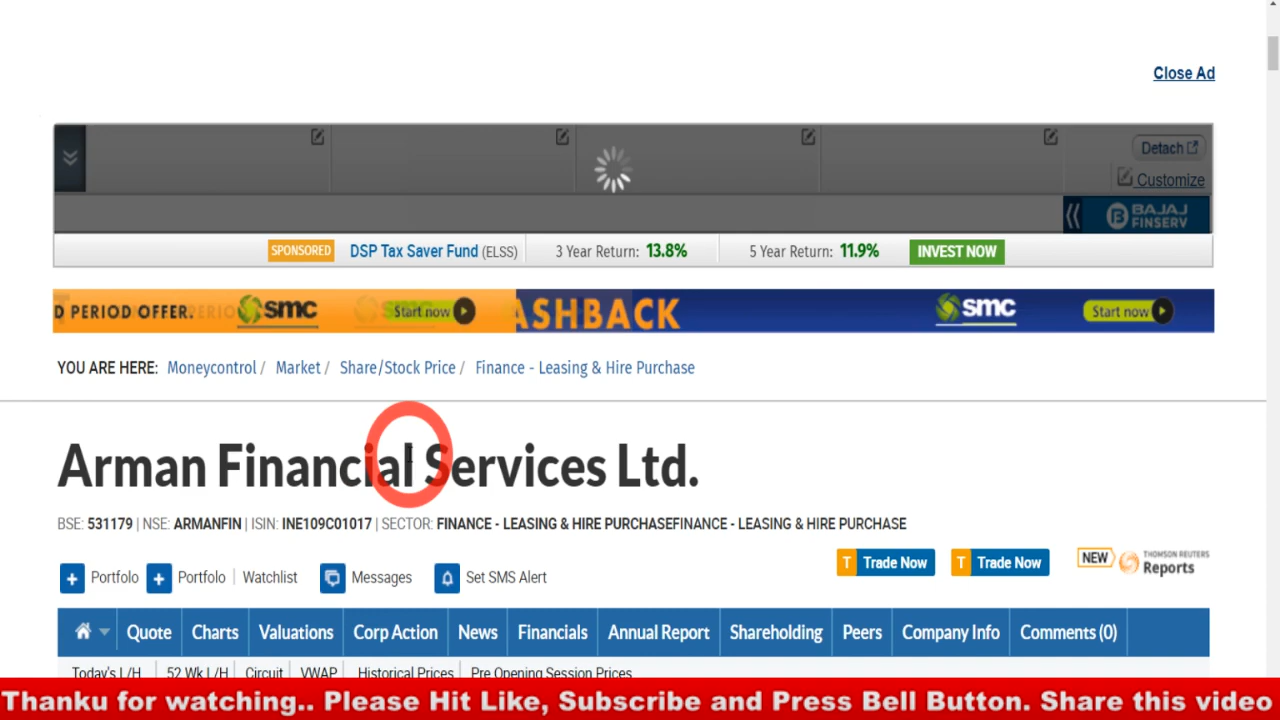 Close Ad
Detach
Customize
BAJAJ
FINSERV
SPONSORED DSP Tax Saver Fund (ELSS) 3 Year Return: 13.8% 5 Year Return: 11.9% INVEST NOW
D PERIOD OFFER. smc Start now ASHBACK smc Start now
YOU ARE HERE: Moneycontrol / Market / Share/Stock Price / Finance - Leasing & Hire Purchase
Arman Financial Services Ltd.
BSE: 531179 | NSE: ARMANFIN | ISIN: INE109C01017 | SECTOR: FINANCE - LEASING & HIRE PURCHASEFINANCE - LEASING & HIRE PURCHASE
T Trade Now T Trade Now NEW THOMSON REUTERS Reports
+ Portfolo + Portfolo | Watchlist Messages Set SMS Alert
Quote Charts Valuations Corp Action News Financials Annual Report Shareholding Peers Company Info Comments (0)
Today's L/H 52 Wk L/H Circuit VWAP Historical Prices Pre Opening Session Prices
Thanku for watching.. Please Hit Like, Subscribe and Press Bell Button. Share this video